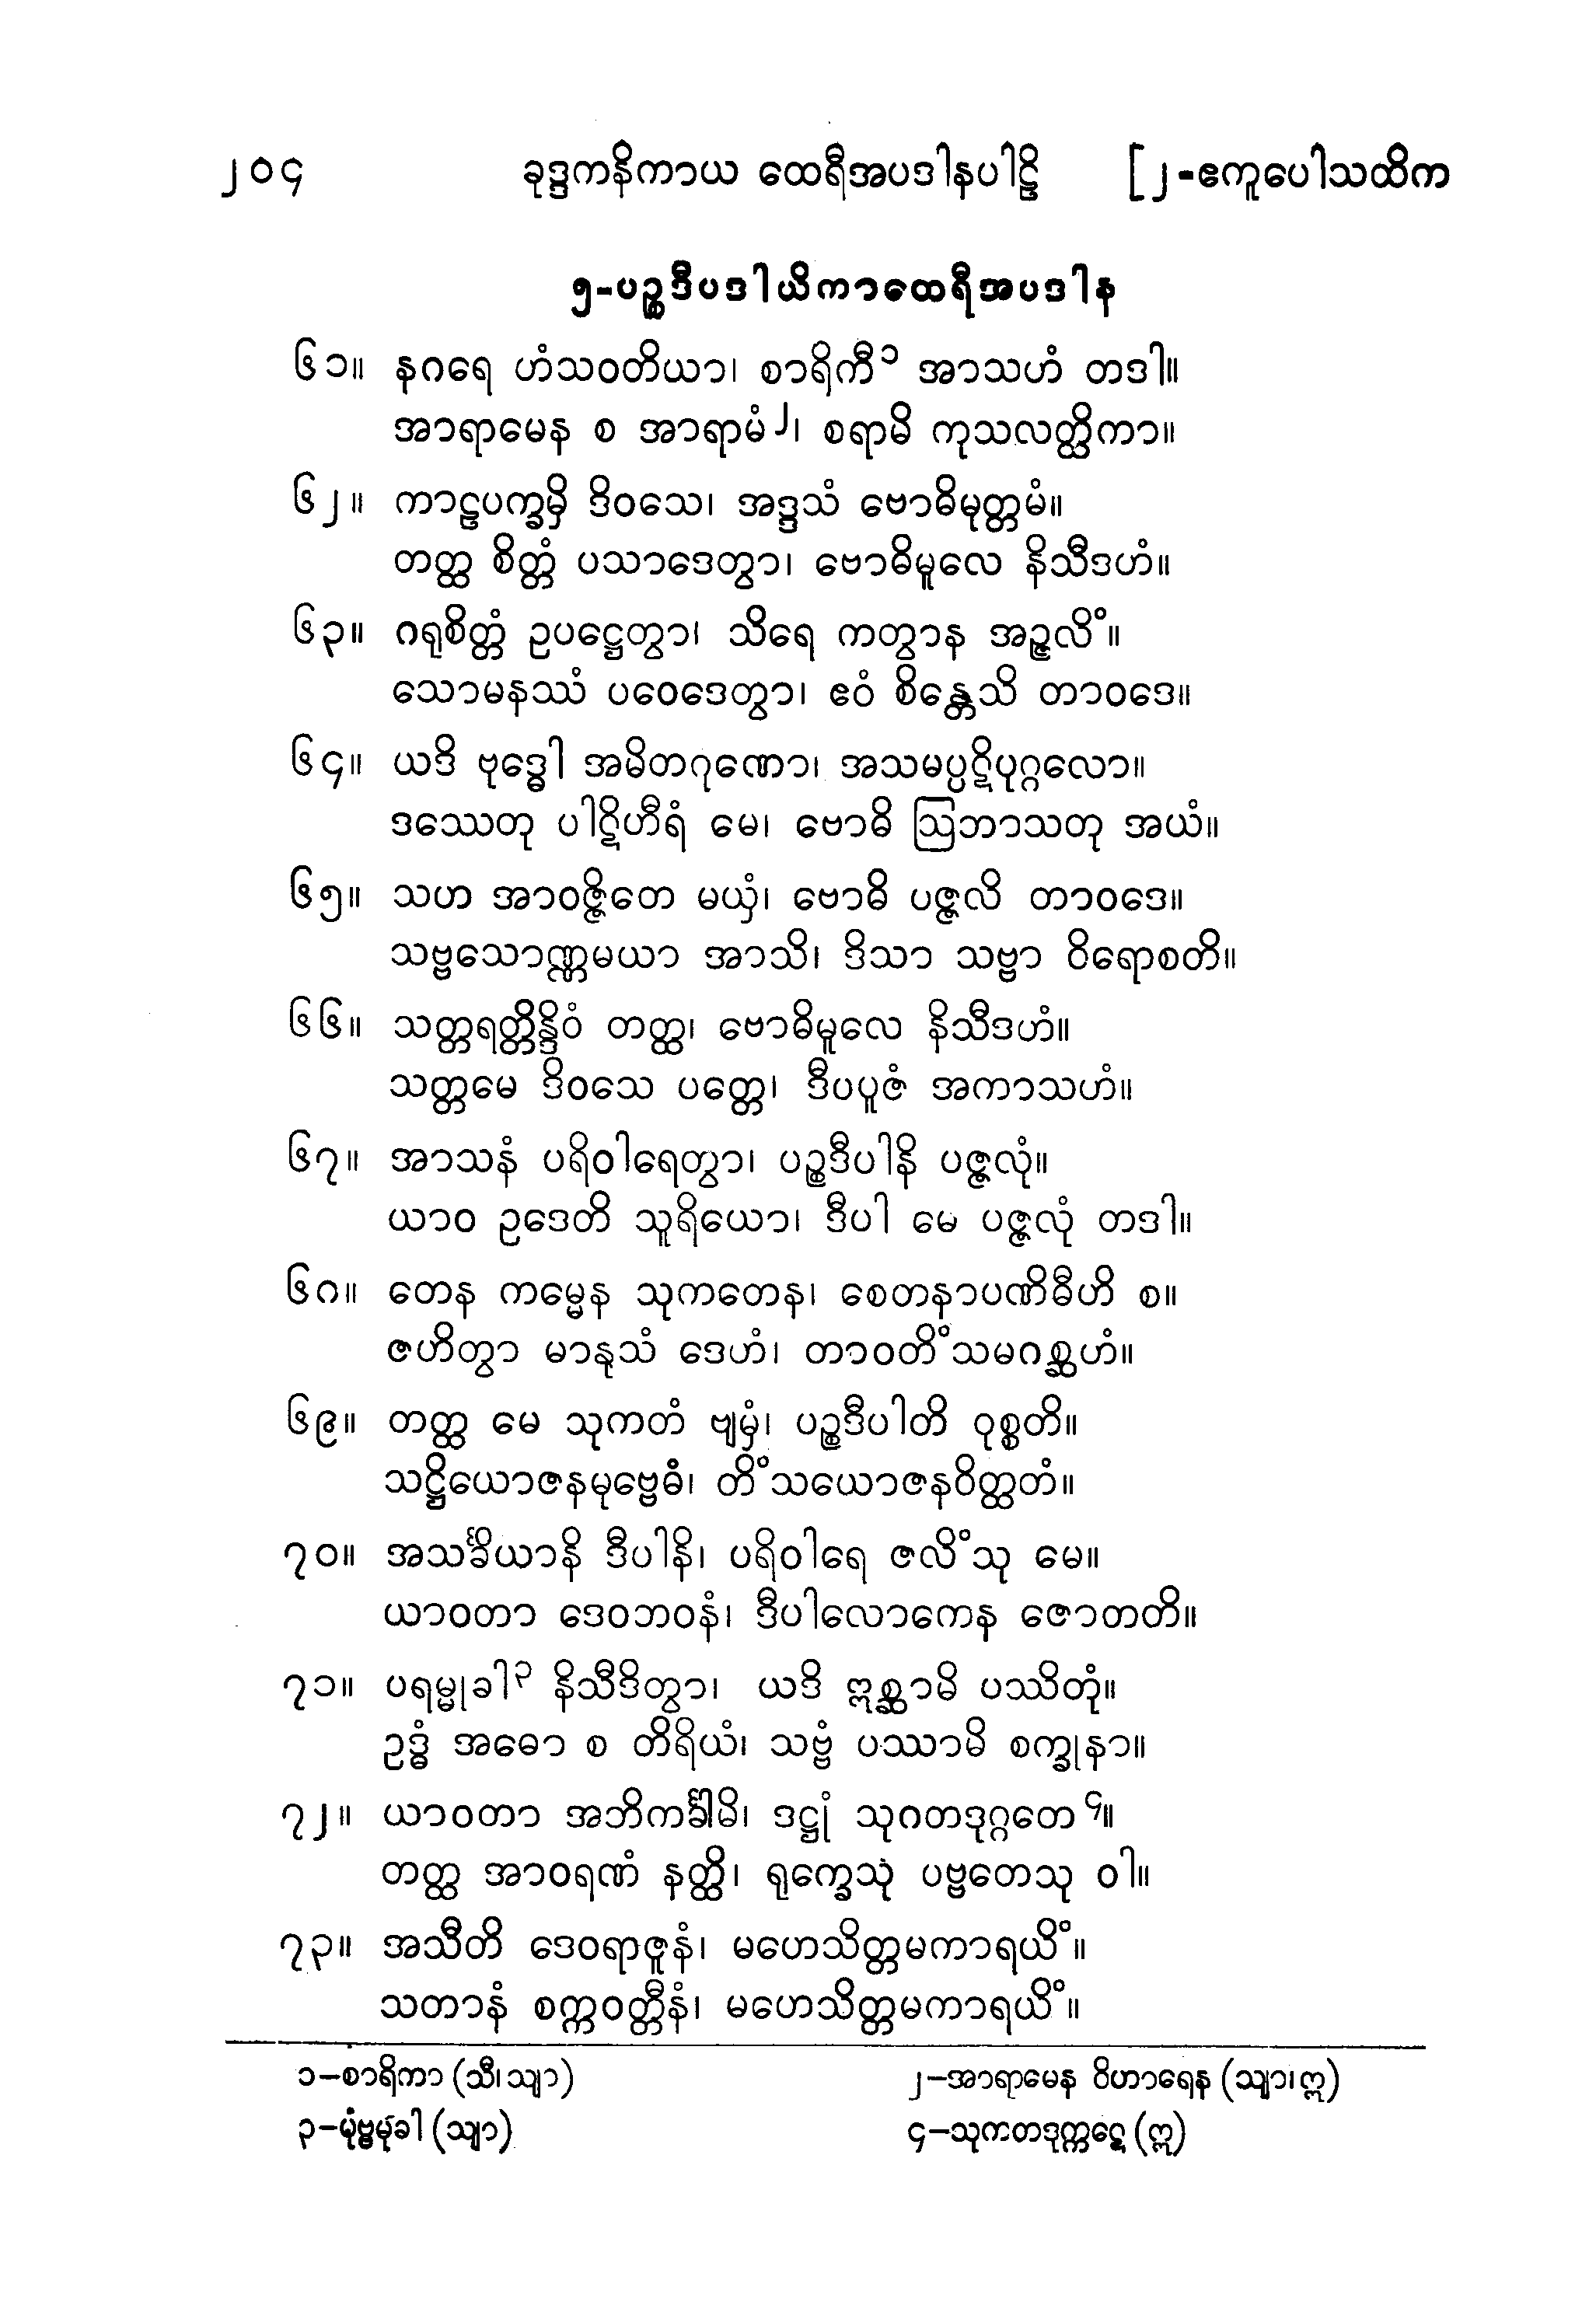 ၂၀၄ ခုဒ္ဒကနိကာယ ထေရီအပဒါနပါဠိ [၂-ဧကူပေါသထိက
၅-ပဉ္စဒီပဒါယိကာထေရီအပဒါန
၆၁။ နဂရေ ဟံသဝတိယာ၊ စာရိကီ၁ အာသဟံ တဒါ။
အာရာမေန စ အာရာမံ၂၊ စရာမိ ကုသလတ္ထိကာ။
၆၂။ ကာဠပက္ခမှိ ဒိဝသေ၊ အဒ္ဒသံ ဗောဓိမုတ္တမံ။
တတ္ထ စိတ္တံ ပသာဒေတွာ၊ ဗောဓိမူလေ နိသီဒဟံ။
၆၃။ ဂရုစိတ္တံ ဥပဋ္ဌေတွာ၊ သိရေ ကတွာန အဉ္ဇလိံ။
သောမနဿံ ပဝေဒေတွာ၊ ဧဝံ စိန္တေသိ တာဝဒေ။
၆၄။ ယဒိ ဗုဒ္ဓေါ အမိတဂုဏော၊ အသမပ္ပဋိပုဂ္ဂလော။
ဒဿေတု ပါဋိဟီရံ မေ၊ ဗောဓိ ဩဘာသတု အယံ။
၆၅။ သဟ အာဝဇ္ဇိတေ မယှံ၊ ဗောဓိ ပဇ္ဇလိ တာဝဒေ။
သဗ္ဗသောဏ္ဏမယာ အာသိ၊ ဒိသာ သဗ္ဗာ ဝိရောစတိ။
၆၆။ သတ္တရတ္တိန္ဒိဝံ တတ္ထ၊ ဗောဓိမူလေ နိသီဒဟံ။
သတ္တမေ ဒိဝသေ ပတ္တေ၊ ဒီပပူဇံ အကာသဟံ။
၆၇။ အာသနံ ပရိဝါရေတွာ၊ ပဉ္စဒီပါနိ ပဇ္ဇလုံ။
ယာဝ ဥဒေတိ သူရိယော၊ ဒီပါ မေ ပဇ္ဇလုံ တဒါ။
၆၈။ တေန ကမ္မေန သုကတေန၊ စေတနာပဏိဓီဟိ စ။
ဇဟိတွာ မာနုသံ ဒေဟံ၊ တာဝတိံသမဂစ္ဆဟံ။
၆၉။ တတ္ထ မေ သုကတံ ဗျမှံ၊ ပဉ္စဒီပါတိ ဝုစ္စတိ။
သဋ္ဌိယောဇနမုဗ္ဗေဓံ၊ တိံသယောဇနဝိတ္ထတံ။
၇၀။ အသင်္ခိယာနိ ဒီပါနိ၊ ပရိဝါရေ ဇလိံသု မေ။
ယာဝတာ ဒေဝဘဝနံ၊ ဒီပါလောကေန ဇောတတိ။
၇၁။ ပရမ္မုခါ၃ နိသီဒိတွာ၊ ယဒိ ဣစ္ဆာမိ ပဿိတုံ။
ဥဒ္ဓံ အဓော စ တိရိယံ၊ သဗ္ဗံ ပဿာမိ စက္ခုနာ။
၇၂။ ယာဝတာ အဘိကင်္ခါမိ၊ ဒဋ္ဌုံ သုဂတဒုဂ္ဂတေ၄။
တတ္ထ အာဝရဏံ နတ္ထိ၊ ရုက္ခေသု ပဗ္ဗတေသု ဝါ။
၇၃။ အသီတိ ဒေဝရာဇူနံ၊ မဟေသိတ္တမကာရယိံ။
သတာနံ စက္ကဝတ္တီနံ၊ မဟေသိတ္တမကာရယိံ။
၁-စာရိကာ (သီ၊သျာ) ၂-အာရာမေန ဝိဟာရေန (သျာ၊ဣ)
၃-ပုဗ္ဗမုခါ (သျာ) ၄-သုကတဒုက္ကဋေ (ဣ)